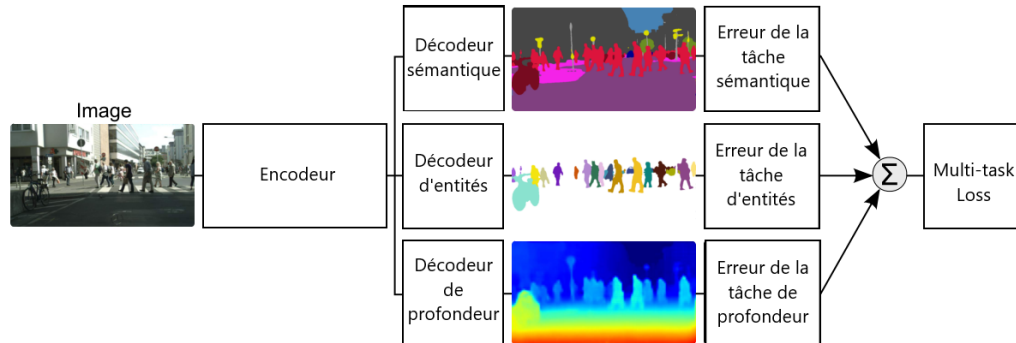 Image
Encodeur
Décodeur
sémantique
Erreur de la
tâche
sémantique
Décodeur
d'entités
Erreur de la
tâche
d'entités
Décodeur
de
profondeur
Erreur de la
tâche de
profondeur
Σ
Multi-task
Loss